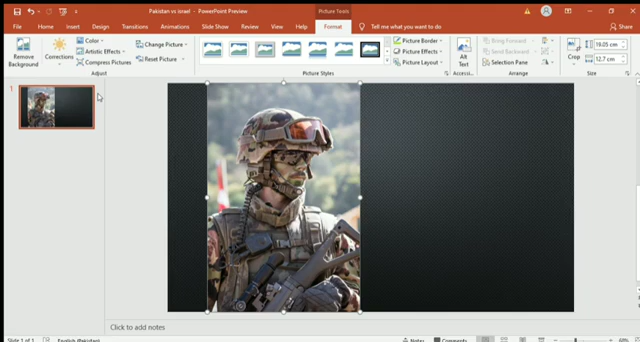 Pakistan vs israel - PowerPoint Preview
Picture Tools
File Home Insert Design Transitions Animations Slide Show Review View Help Format Tell me what you want to do Share
Remove Background
Corrections
Color
Artistic Effects
Compress Pictures
Change Picture
Reset Picture
Picture Border
Picture Effects
Picture Layout
Alt Text
Bring Forward
Send Backward
Selection Pane
Crop
19.05 cm
12.7 cm
Adjust Picture Styles Accessi... Arrange Size
1
Click to add notes
Slide 1 of 1 English (Pakistan) Notes Comments 68%